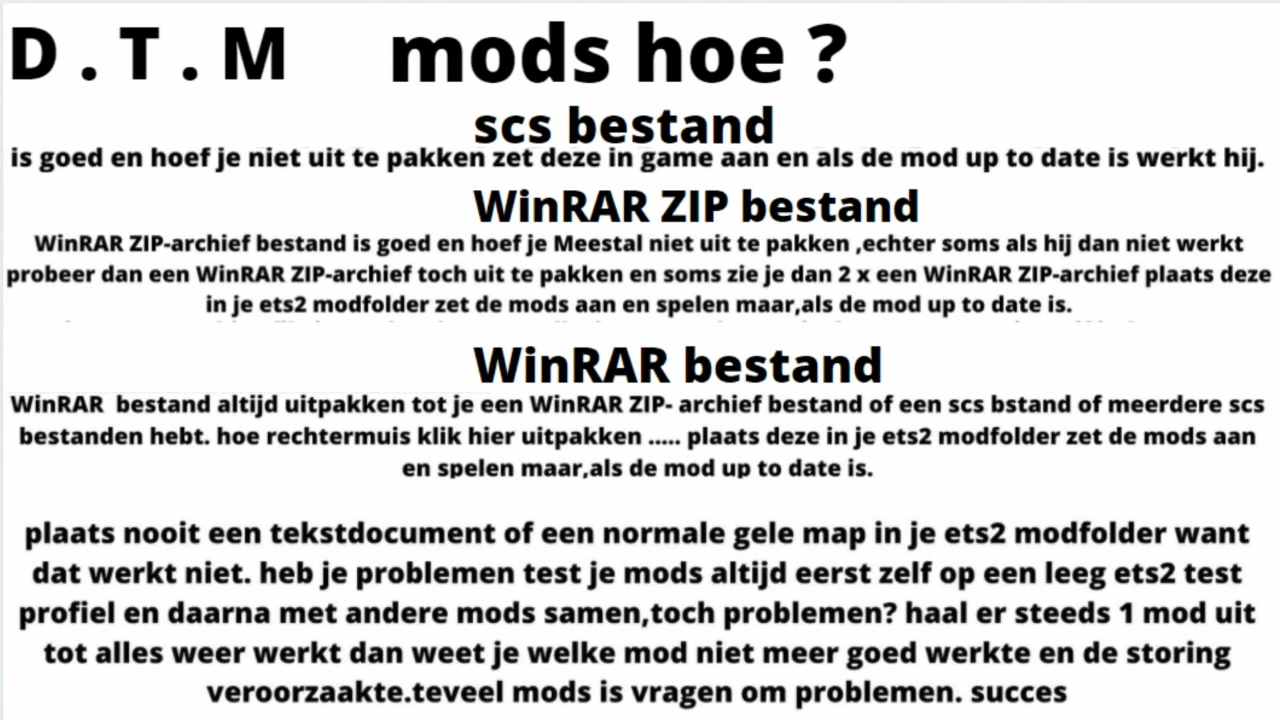 D . T . M mods hoe ?
scs bestand
is goed en hoef je niet uit te pakken zet deze in game aan en als de mod up to date is werkt hij.
WinRAR ZIP bestand
WinRAR ZIP-archief bestand is goed en hoef je Meestal niet uit te pakken ,echter soms als hij dan niet werkt
probeer dan een WinRAR ZIP-archief toch uit te pakken en soms zie je dan 2 x een WinRAR ZIP-archief plaats deze
in je ets2 modfolder zet de mods aan en spelen maar,als de mod up to date is.
WinRAR bestand
WinRAR bestand altijd uitpakken tot je een WinRAR ZIP- archief bestand of een scs bstand of meerdere scs
bestanden hebt. hoe rechtermuis klik hier uitpakken ..... plaats deze in je ets2 modfolder zet de mods aan
en spelen maar,als de mod up to date is.
plaats nooit een tekstdocument of een normale gele map in je ets2 modfolder want
dat werkt niet. heb je problemen test je mods altijd eerst zelf op een leeg ets2 test
profiel en daarna met andere mods samen,toch problemen? haal er steeds 1 mod uit
tot alles weer werkt dan weet je welke mod niet meer goed werkte en de storing
veroorzaakte.teveel mods is vragen om problemen. succes